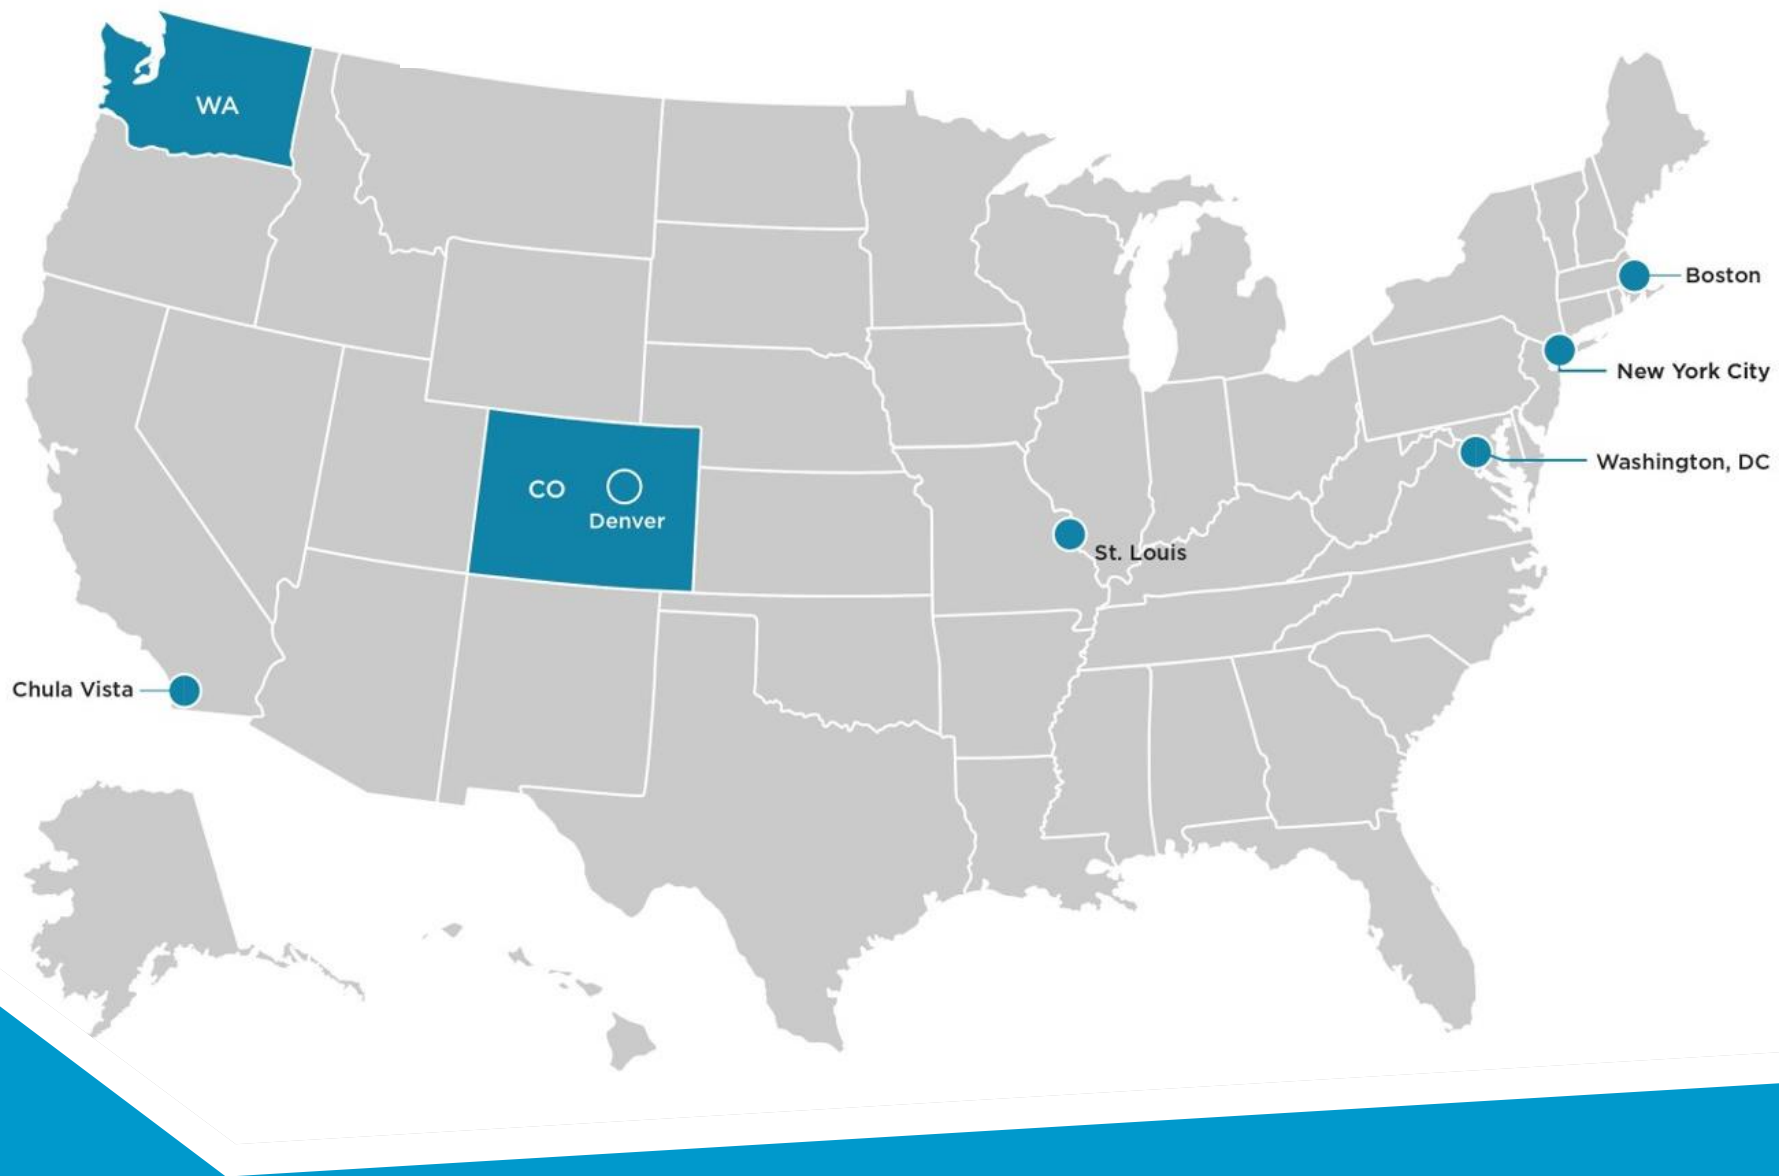 WA
Boston
New York City
Washington, DC
CO
Denver
St. Louis
Chula Vista